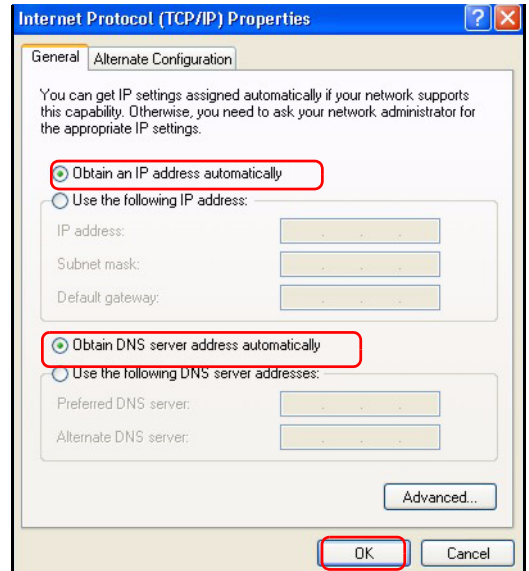 Internet Protocol (TCP/IP) Properties
General
Alternate Configuration
You can get IP settings assigned automatically if your network supports
this capability. Otherwise, you need to ask your network administrator for
the appropriate IP settings.
Obtain an IP address automatically
Use the following IP address:
IP address:
Subnet mask:
Default gateway:
Obtain DNS server address automatically
Use the following DNS server addresses:
Preferred DNS server:
Alternate DNS server:
Advanced...
OK
Cancel